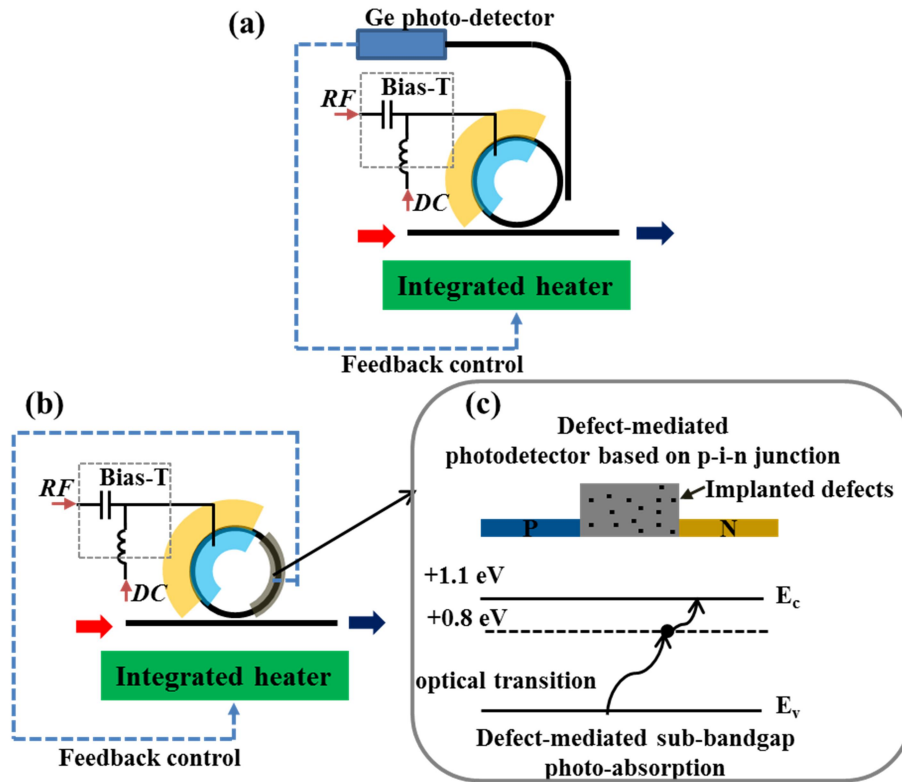 (a)
Ge photo-detector
Bias-T
RF
DC
Integrated heater
Feedback control
(b)
Bias-T
RF
DC
Integrated heater
Feedback control
(c)
Defect-mediated
photodetector based on p-i-n junction
Implanted defects
P
N
+1.1 eV
E_c
+0.8 eV
optical transition
E_v
Defect-mediated sub-bandgap
photo-absorption